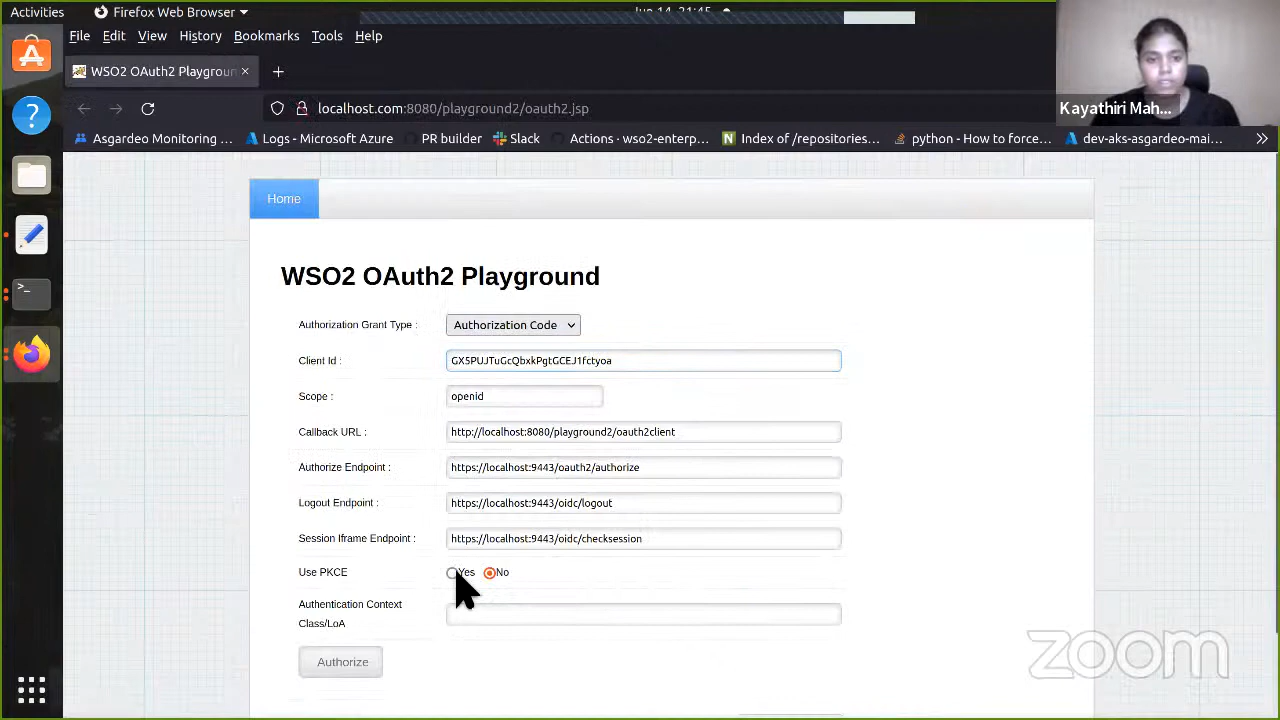 Activities
Firefox Web Browser
File Edit View History Bookmarks Tools Help
WSO2 OAuth2 Playgroun
localhost.com:8080/playground2/oauth2.jsp
Kayathiri Mah...
Asgardeo Monitoring ...
Logs - Microsoft Azure
PR builder
Slack
Actions · wso2-enterp...
Index of /repositories...
python - How to force...
dev-aks-asgardeo-mai...
Home
WSO2 OAuth2 Playground
Authorization Grant Type : Authorization Code
Client Id : GX5PUJTuGcQbxkPgtGCEJ1fctyoa
Scope : openid
Callback URL : http://localhost:8080/playground2/oauth2client
Authorize Endpoint : https://localhost:9443/oauth2/authorize
Logout Endpoint : https://localhost:9443/oidc/logout
Session Iframe Endpoint : https://localhost:9443/oidc/checksession
Use PKCE Yes No
Authentication Context
Class/LoA
Authorize
zoom